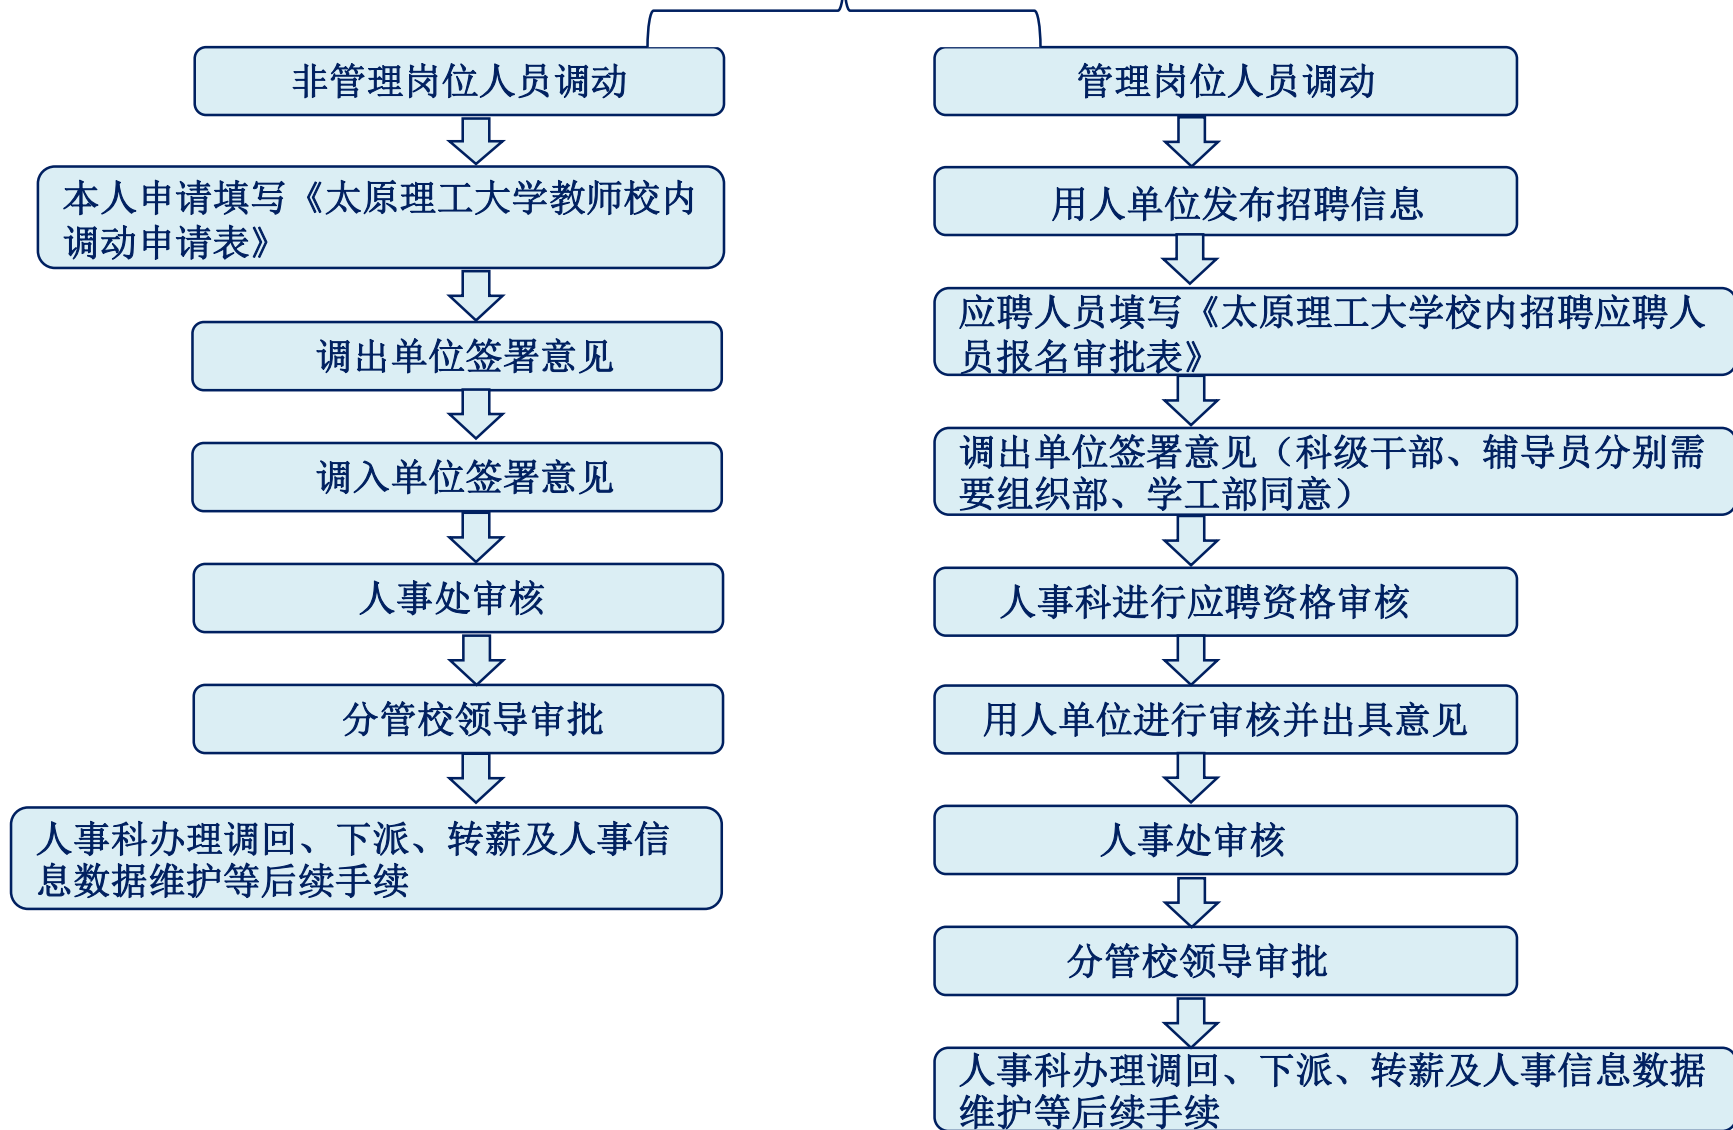 非管理岗位人员调动
本人申请填写《太原理工大学教师校内
调动申请表》
调出单位签署意见
调入单位签署意见
人事处审核
分管校领导审批
人事科办理调回、下派、转薪及人事信
息数据维护等后续手续
管理岗位人员调动
用人单位发布招聘信息
应聘人员填写《太原理工大学校内招聘应聘人
员报名审批表》
调出单位签署意见（科级干部、辅导员分别需
要组织部、学工部同意）
人事科进行应聘资格审核
用人单位进行审核并出具意见
人事处审核
分管校领导审批
人事科办理调回、下派、转薪及人事信息数据
维护等后续手续